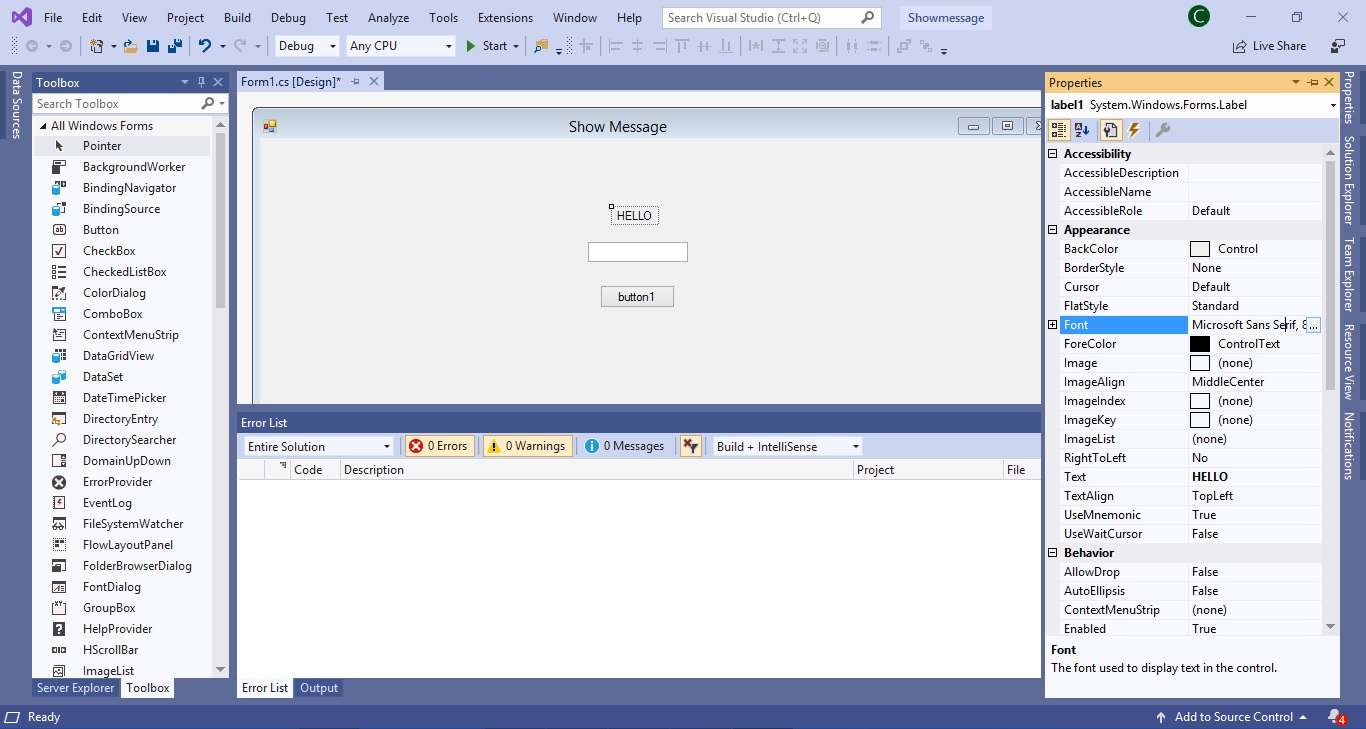 File Edit View Project Build Debug Test Analyze Tools Extensions Window Help Search Visual Studio (Ctrl+Q) Showmessage C
Debug Any CPU Start Live Share
Data Sources
Toolbox
Search Toolbox
All Windows Forms
Pointer
BackgroundWorker
BindingNavigator
BindingSource
Button
CheckBox
CheckedListBox
ColorDialog
ComboBox
ContextMenuStrip
DataGridView
DataSet
DateTimePicker
DirectoryEntry
DirectorySearcher
DomainUpDown
ErrorProvider
EventLog
FileSystemWatcher
FlowLayoutPanel
FolderBrowserDialog
FontDialog
GroupBox
HelpProvider
HScrollBar
ImageList
Server Explorer Toolbox
Form1.cs [Design]*
Show Message
HELLO
button1
Error List
Entire Solution 0 Errors 0 Warnings 0 Messages Build + IntelliSense
Code Description Project File
Error List Output
Properties
label1 System.Windows.Forms.Label
Accessibility
AccessibleDescription
AccessibleName
AccessibleRole Default
Appearance
BackColor Control
BorderStyle None
Cursor Default
FlatStyle Standard
Font Microsoft Sans Serif, 8 ...
ForeColor ControlText
Image (none)
ImageAlign MiddleCenter
ImageIndex (none)
ImageKey (none)
ImageList (none)
RightToLeft No
Text HELLO
TextAlign TopLeft
UseMnemonic True
UseWaitCursor False
Behavior
AllowDrop False
AutoEllipsis False
ContextMenuStrip (none)
Enabled True
Font
The font used to display text in the control.
Properties
Solution Explorer
Team Explorer
Resource View
Notifications
Ready Add to Source Control 4